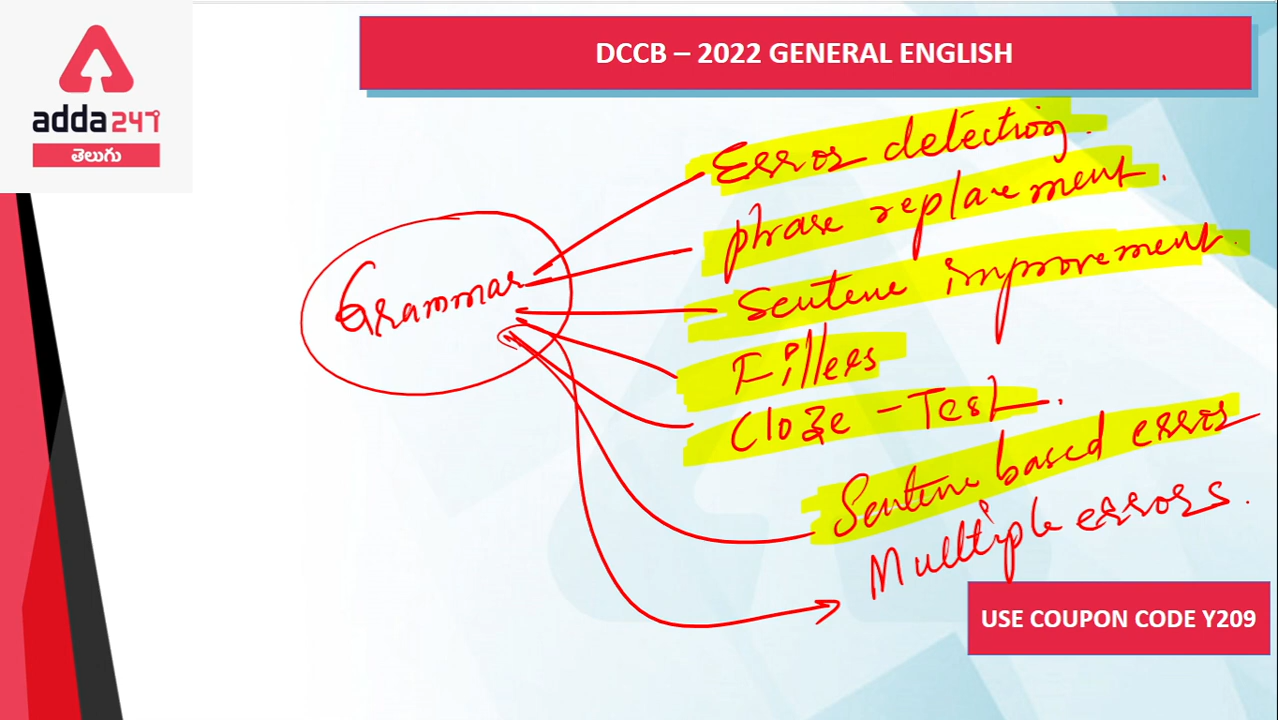 adda247
తెలుగు
DCCB – 2022 GENERAL ENGLISH
Grammar
Error detection.
phrase replacement.
Sentence improvement.
Fillers
Cloze - Test.
Sentence based error
Multiple errors.
USE COUPON CODE Y209